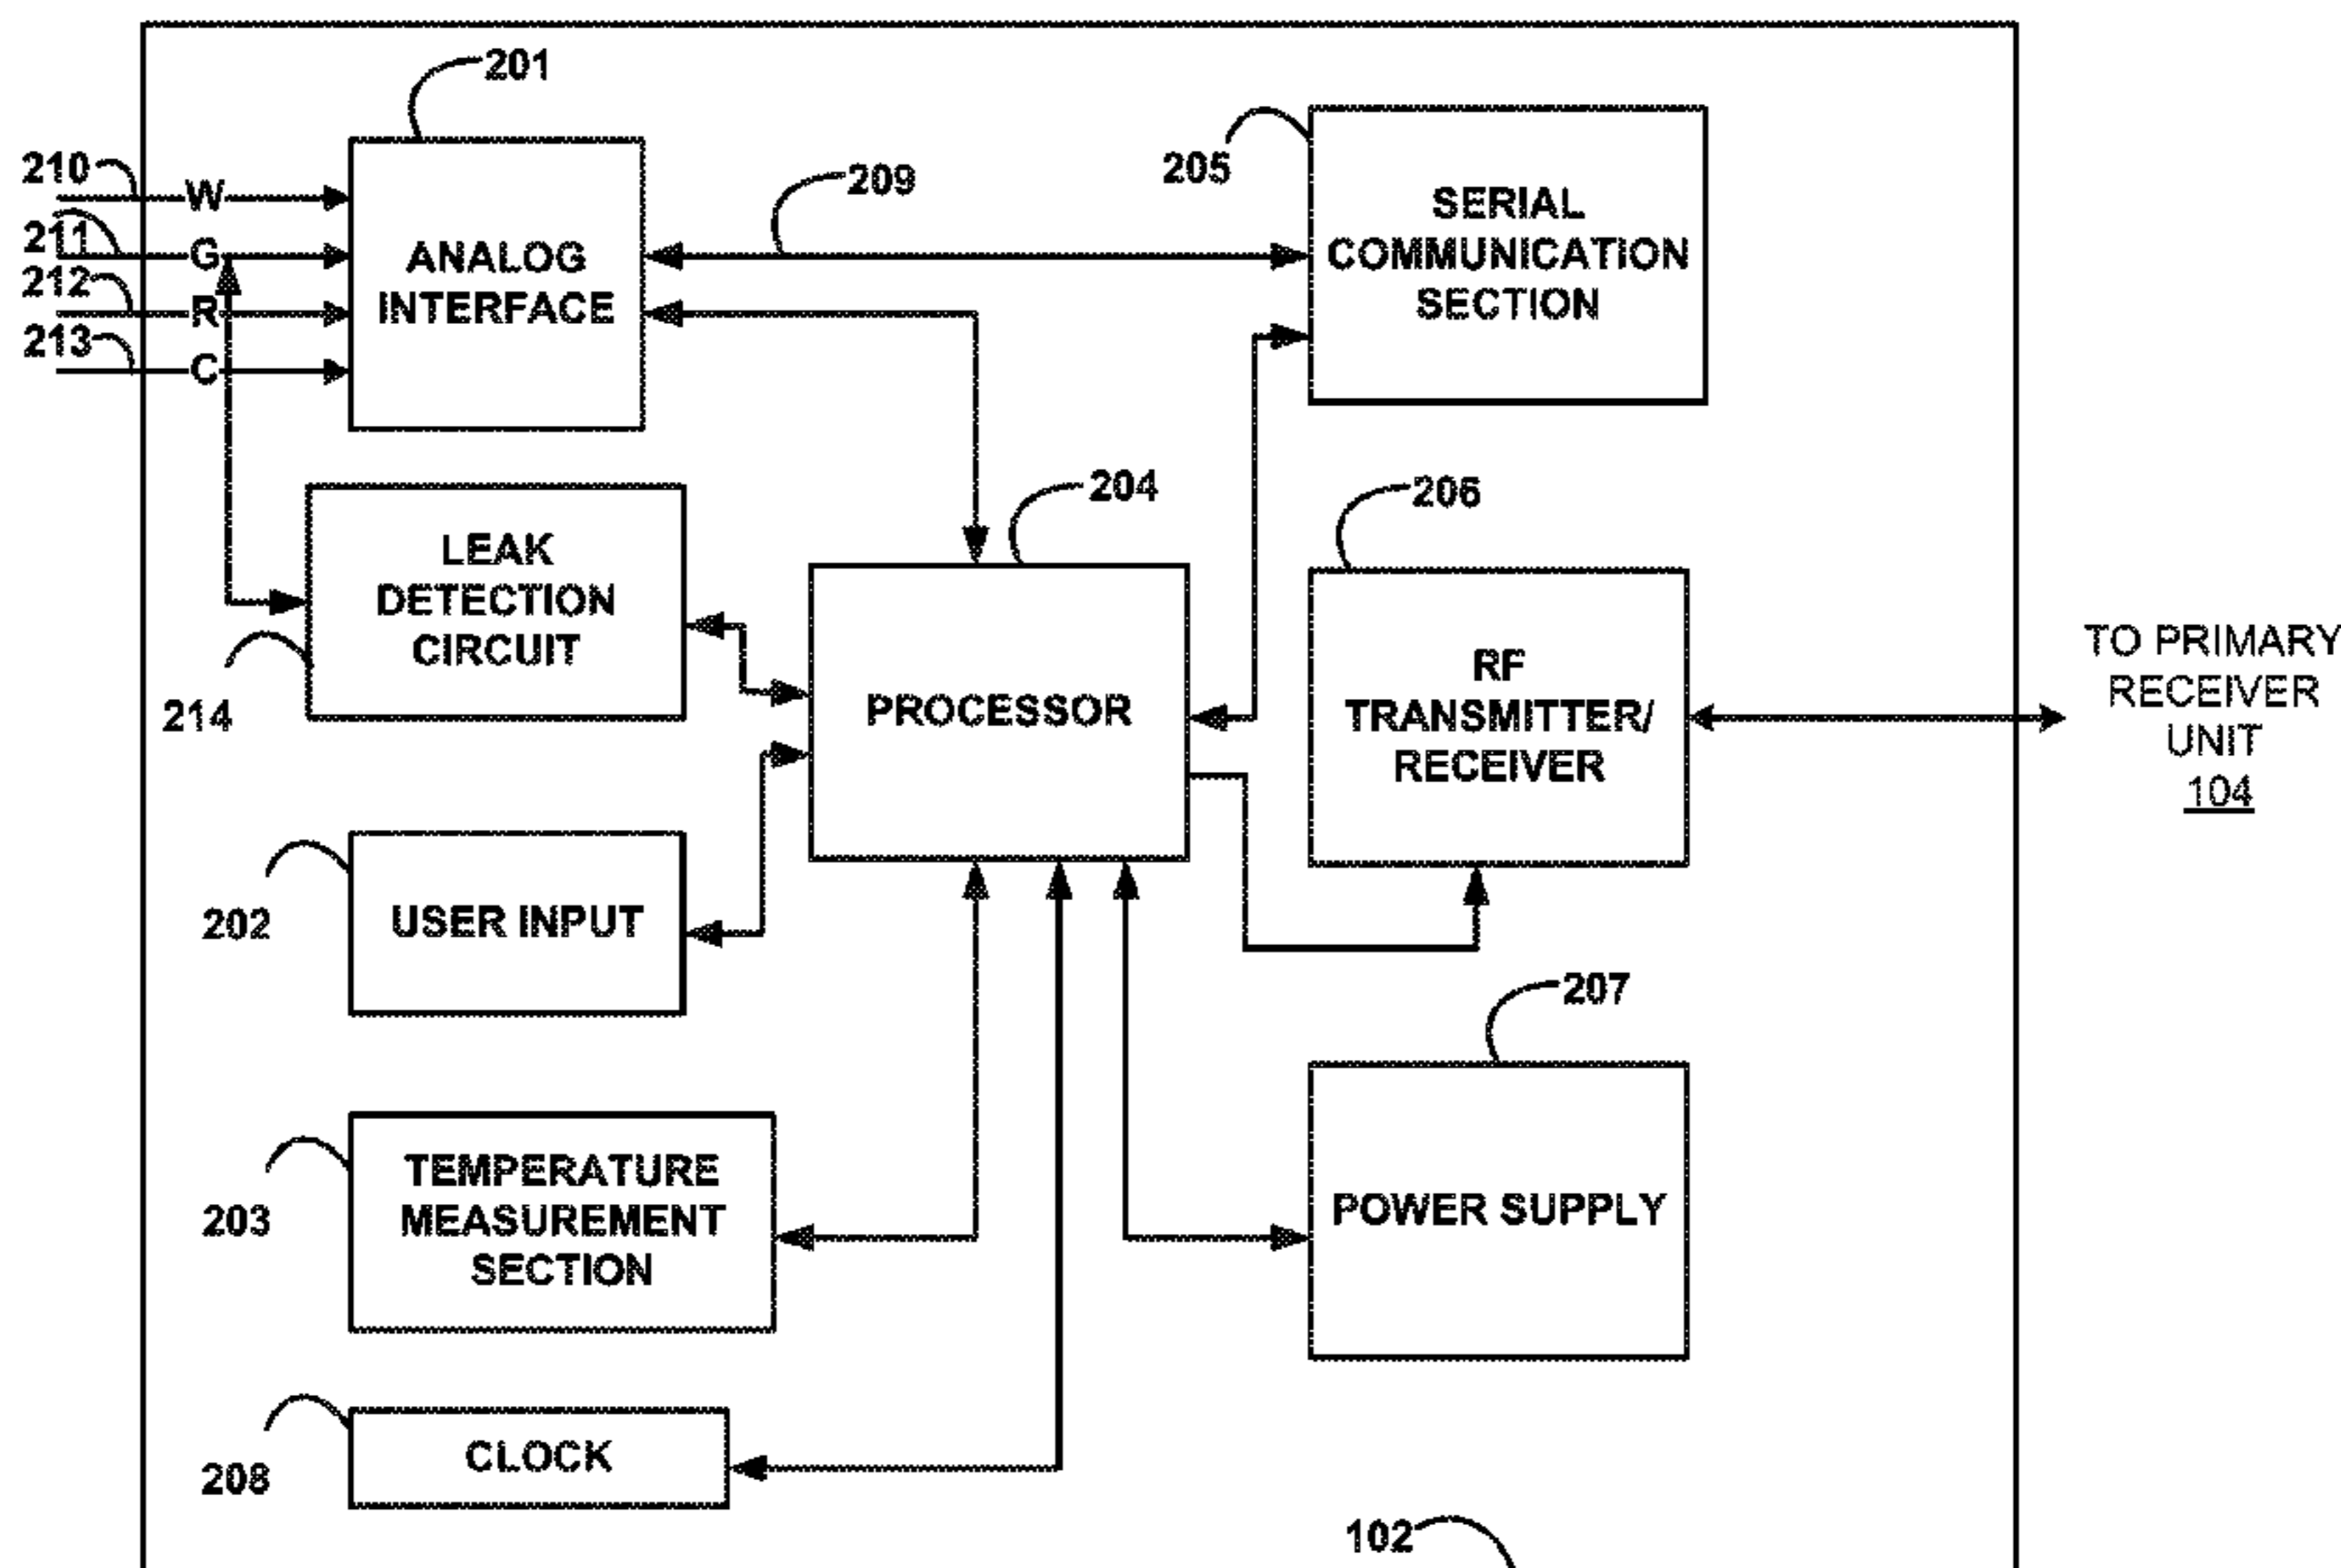 201
210
W
211
G
212
R
213
C
ANALOG
INTERFACE
209
205
SERIAL
COMMUNICATION
SECTION
LEAK
DETECTION
CIRCUIT
214
204
PROCESSOR
206
RF
TRANSMITTER/
RECEIVER
TO PRIMARY
RECEIVER
UNIT
104
202
USER INPUT
207
POWER SUPPLY
203
TEMPERATURE
MEASUREMENT
SECTION
208
CLOCK
102